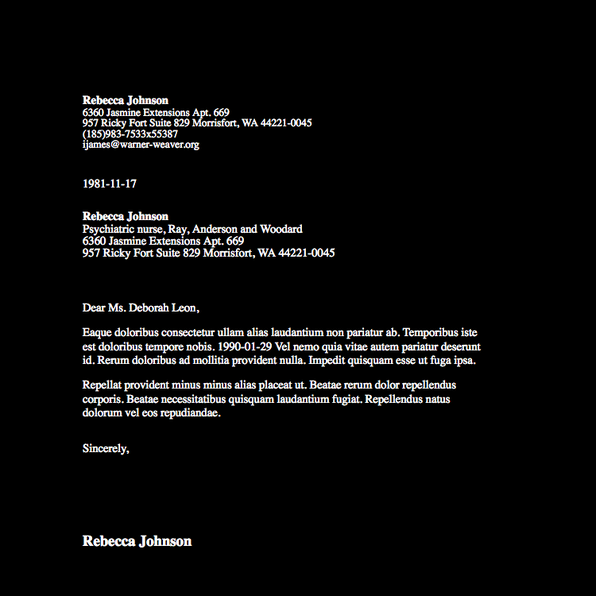 Rebecca Johnson
6360 Jasmine Extensions Apt. 669
957 Ricky Fort Suite 829 Morrisfort, WA 44221-0045
(185)983-7533x55387
ijames@warner-weaver.org
1981-11-17
Rebecca Johnson
Psychiatric nurse, Ray, Anderson and Woodard
6360 Jasmine Extensions Apt. 669
957 Ricky Fort Suite 829 Morrisfort, WA 44221-0045
Dear Ms. Deborah Leon,
Eaque doloribus consectetur ullam alias laudantium non pariatur ab. Temporibus iste
est doloribus tempore nobis. 1990-01-29 Vel nemo quia vitae autem pariatur deserunt
id. Rerum doloribus ad mollitia provident nulla. Impedit quisquam esse ut fuga ipsa.
Repellat provident minus minus alias placeat ut. Beatae rerum dolor repellendus
corporis. Beatae necessitatibus quisquam laudantium fugiat. Repellendus natus
dolorum vel eos repudiandae.
Sincerely,
Rebecca Johnson